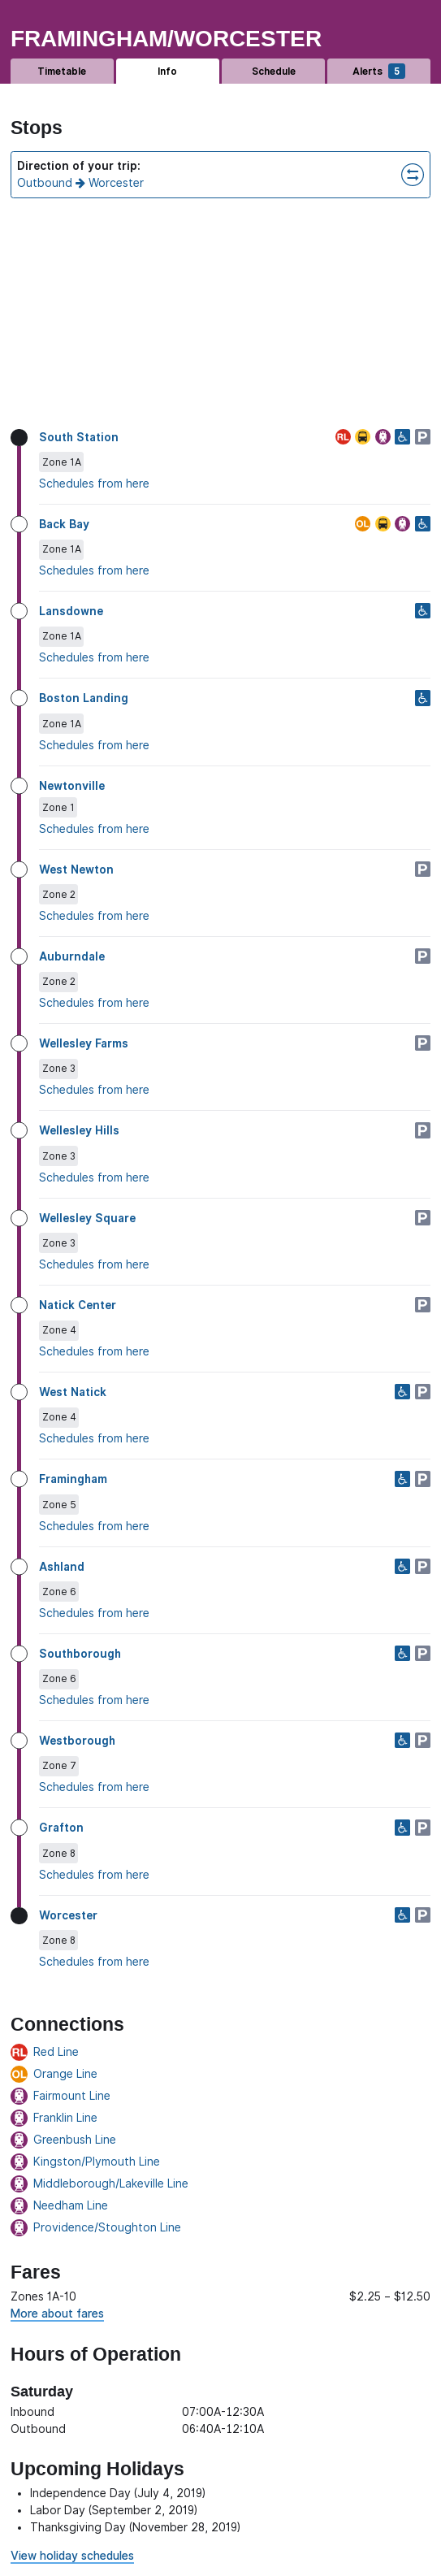 FRAMINGHAM/WORCESTER
Timetable Info Schedule Alerts 5
Stops
Direction of your trip:
Outbound → Worcester
South Station RL P
Zone 1A
Schedules from here
Back Bay OL
Zone 1A
Schedules from here
Lansdowne
Zone 1A
Schedules from here
Boston Landing
Zone 1A
Schedules from here
Newtonville
Zone 1
Schedules from here
West Newton P
Zone 2
Schedules from here
Auburndale P
Zone 2
Schedules from here
Wellesley Farms P
Zone 3
Schedules from here
Wellesley Hills P
Zone 3
Schedules from here
Wellesley Square P
Zone 3
Schedules from here
Natick Center P
Zone 4
Schedules from here
West Natick P
Zone 4
Schedules from here
Framingham P
Zone 5
Schedules from here
Ashland P
Zone 6
Schedules from here
Southborough P
Zone 6
Schedules from here
Westborough P
Zone 7
Schedules from here
Grafton P
Zone 8
Schedules from here
Worcester P
Zone 8
Schedules from here
Connections
RL Red Line
OL Orange Line
Fairmount Line
Franklin Line
Greenbush Line
Kingston/Plymouth Line
Middleborough/Lakeville Line
Needham Line
Providence/Stoughton Line
Fares
Zones 1A-10 $2.25 – $12.50
More about fares
Hours of Operation
Saturday
Inbound 07:00A-12:30A
Outbound 06:40A-12:10A
Upcoming Holidays
• Independence Day (July 4, 2019)
• Labor Day (September 2, 2019)
• Thanksgiving Day (November 28, 2019)
View holiday schedules